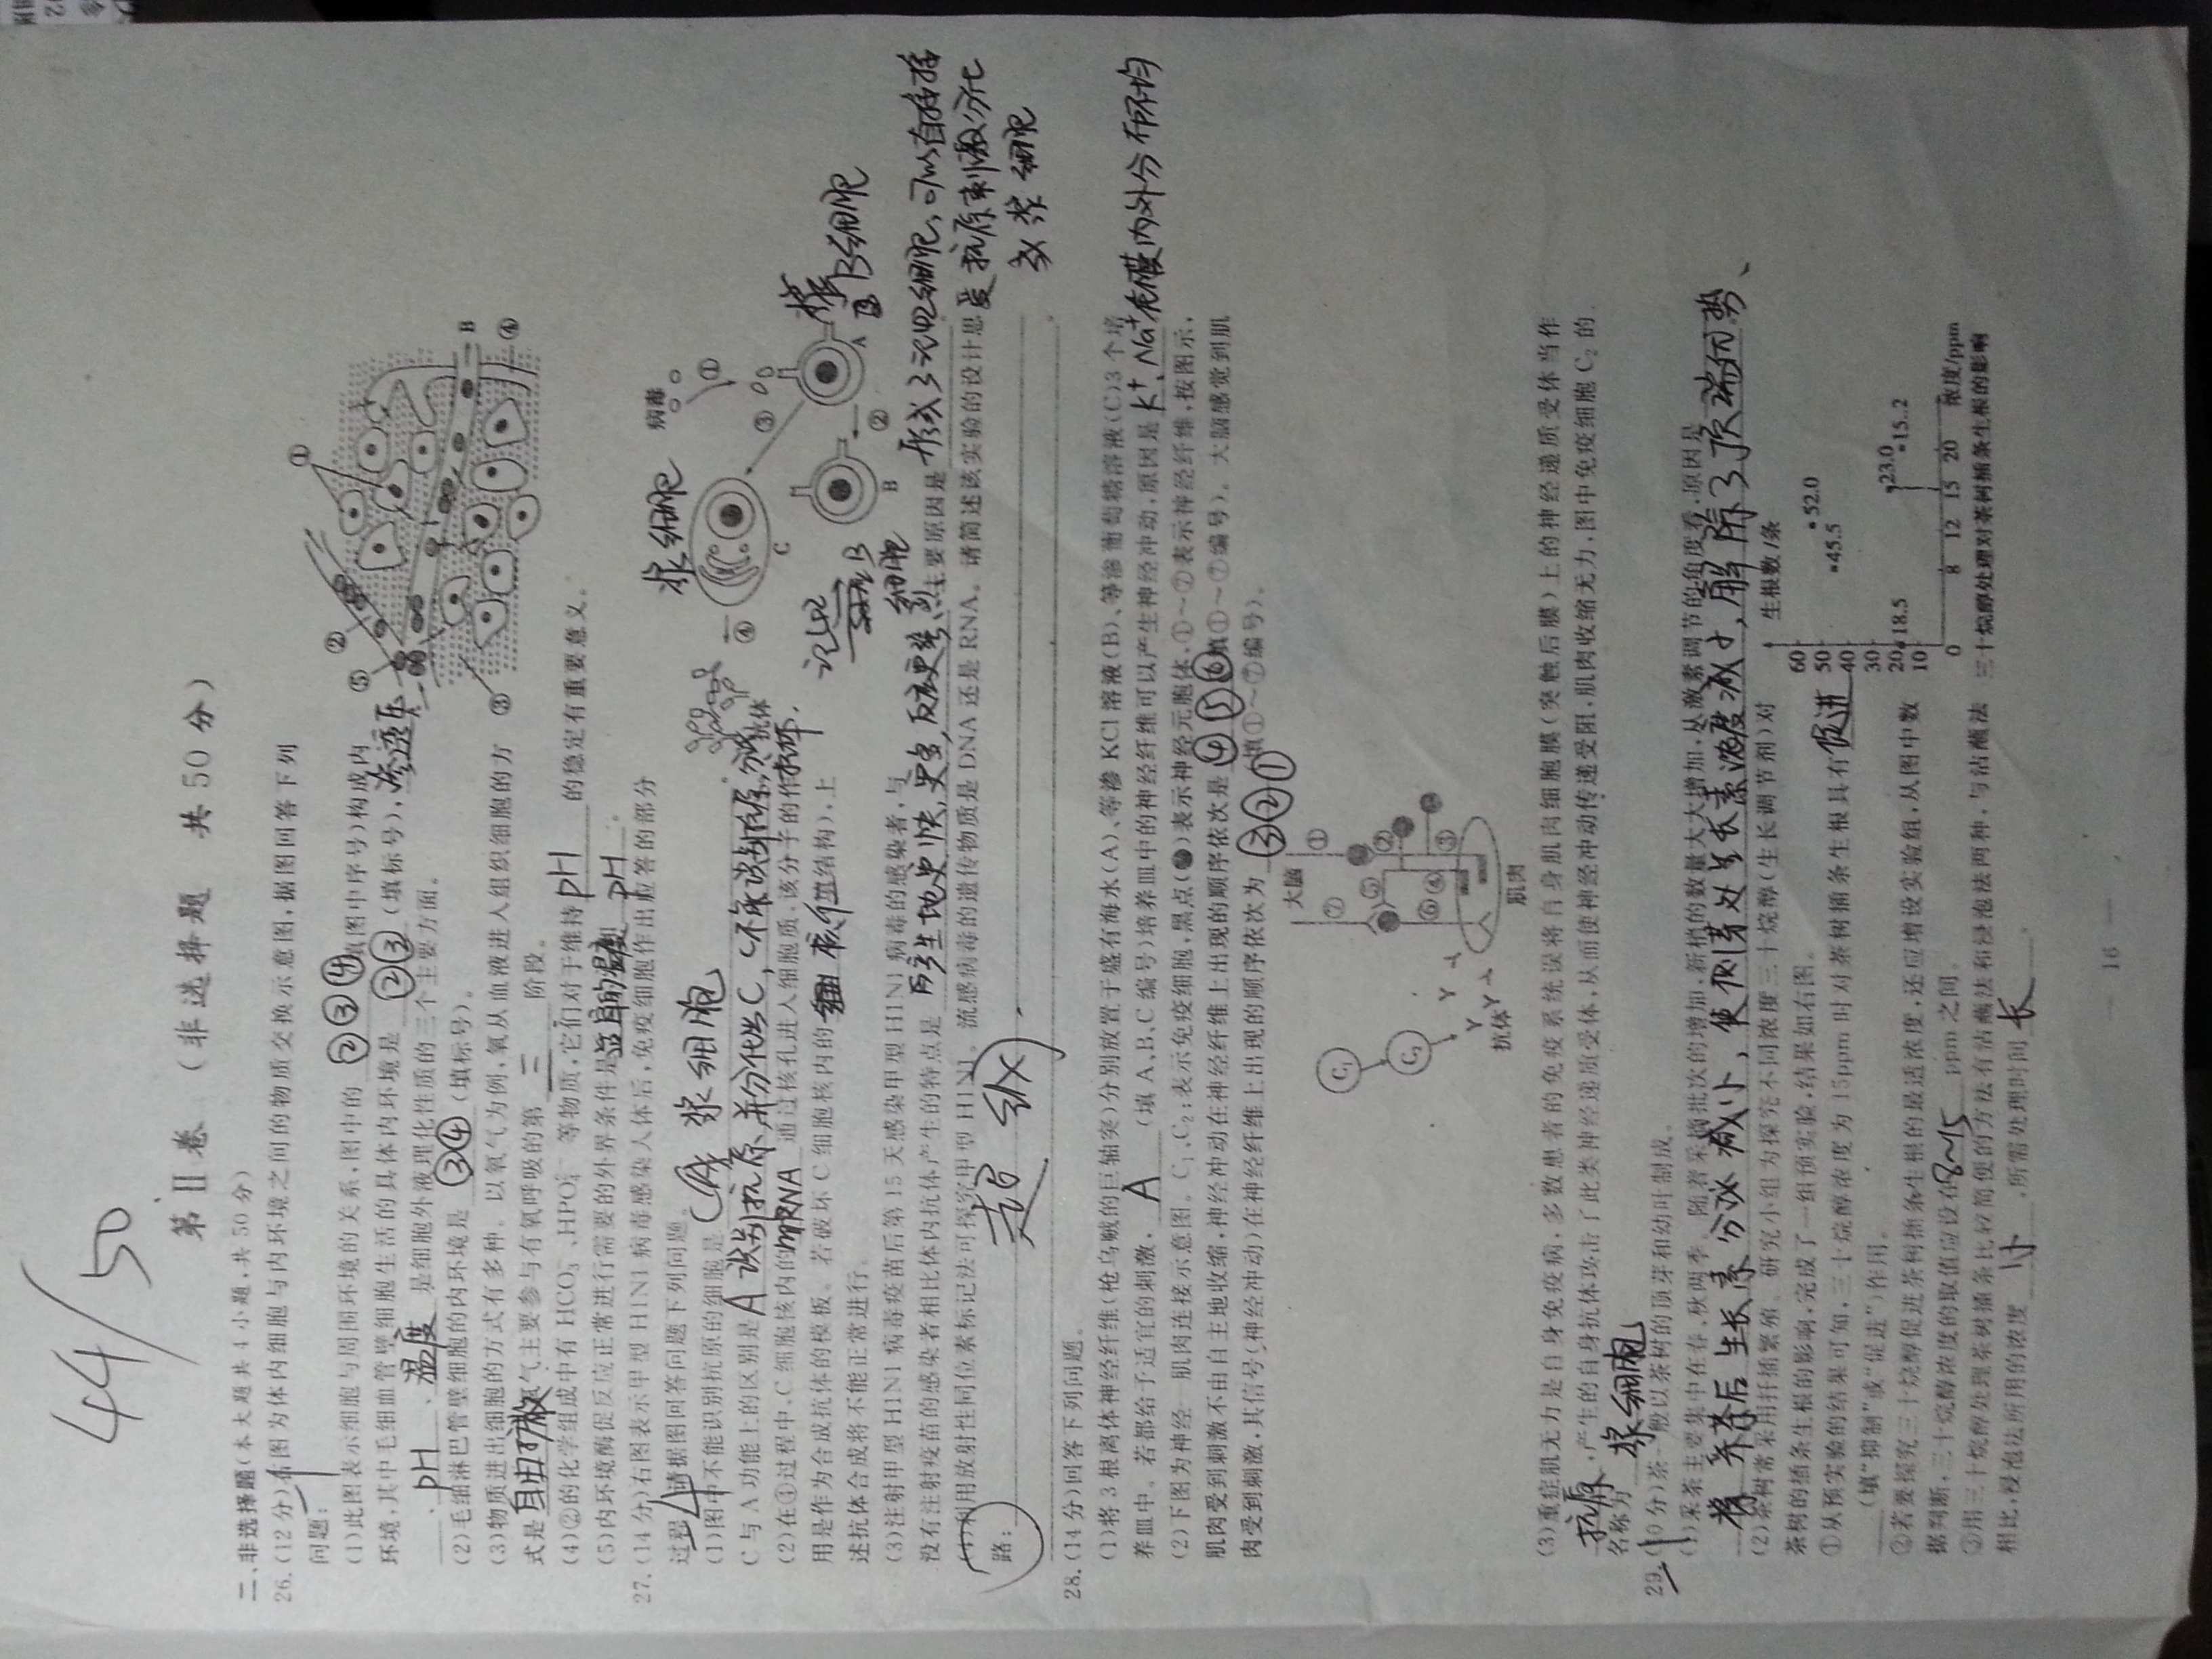 44/50
第Ⅱ卷 (非选择题 共50分)
二、非选择题(本大题共4小题,共50分)
26.(12分)右图为体内细胞与内环境之间的物质交换示意图,据图回答下列
-1
问题:
(1)此图表示细胞与周围环境的关系,图中的 ②③④填图中序号)构成内
环境,其中毛细血管壁细胞生活的具体内环境是 ②③ (填标号),渗透压
、pH、温度 是细胞外液理化性质的三个主要方面。
(2)毛细淋巴管壁细胞的内环境是 ③④ (填标号)。
(3)物质进出细胞的方式有多种。以氧气为例,氧从血液进入组织细胞的方
式是自由扩散氧气主要参与有氧呼吸的第 三 阶段。
(4)②的化学组成中有 HCO₃⁻、HPO₄²⁻ 等物质,它们对于维持 pH 的稳定有重要意义。
(5)内环境酶促反应正常进行需要的外界条件是适宜的温度 pH 。
① ② ⑤ ③ B ④
27.(14分)右图表示甲型 H1N1 病毒感染人体后,免疫细胞作出应答的部分
-4
过程,请据图回答问题下列问题。
(1)图中不能识别抗原的细胞是 C 浆细胞 。
C 与 A 功能上的区别是 A 识别抗原,并分化出C,C不能识别抗原,分泌
抗体.
(2)在④过程中,C 细胞核内的 mRNA 通过核孔进入细胞质,该分子的作
用是作为合成抗体的模板。若破坏 C 细胞核内的 核仁 填结构),上
述抗体合成将不能正常进行。
(3)注射甲型 H1N1 病毒疫苗后第 15 天感染甲型 H1N1 病毒的感染者,与
没有注射疫苗的感染者相比体内抗体产生的特点是 产生地更快,更多,反应更 主要原因是 形成了记忆细胞,可以直接接
受抗原刺激分化
成浆细胞
(4)利用放射性同位素标记法可探究甲型 H1N1。流感病毒的遗传物质是 DNA 还是 RNA。请简述该实验的设计思
路: 超纲 .
浆细胞 病毒
抗体 ④ C ③ ①
记忆
B
细胞
B ② A
B细胞
28.(14分)回答下列问题。
(1)将 3 根离体神经纤维(枪乌贼的巨轴突)分别放置于盛有海水(A)、等渗 KCl 溶液(B)、等渗葡萄糖溶液(C)3 个培
养皿中。若都给予适宜的刺激, A (填 A、B、C 编号)培养皿中的神经纤维可以产生神经冲动,原因是 K⁺、Na⁺在膜内外分布不均
(2)下图为神经—肌肉连接示意图。C₁、C₂:表示免疫细胞,黑点(●)表示神经元胞体,①~⑦表示神经纤维,按图示,
肌肉受到刺激不由自主地收缩,神经冲动在神经纤维上出现的顺序依次是 ④⑤⑥填①~⑦编号)。大脑感觉到肌
肉受到刺激,其信号(神经冲动)在神经纤维上出现的顺序依次为 ③②① 填①~⑦编号)。
大脑
C₁ ⑦ ①
⑤
C₂ ②
⑥ ④ ③
抗体
肌肉
(3)重症肌无力是自身免疫病,多数患者的免疫系统误将自身肌肉细胞膜(突触后膜)上的神经递质受体当作
抗原,产生的自身抗体攻击了此类神经递质受体,从而使神经冲动传递受阻,肌肉收缩无力,图中免疫细胞 C₂ 的
名称为 浆细胞
29.(10分)茶一般以茶树的顶芽和幼叶制成。
-1
(1)采茶主要集中在春、秋两季。随着采摘批次的增加,新梢的数量大大增加,从激素调节的角度看,原因是
采茶后生长素分泌减小,使侧芽处生长素浓度减小,解除了顶端优势、
(2)茶树常采用扦插繁殖。研究小组为探究不同浓度三十烷醇(生长调节剂)对
茶树的插条生根的影响,完成了一组预实验,结果如右图。
①从预实验的结果可知,三十烷醇浓度为 15ppm 时对茶树插条生根具有 促进
(填“抑制”或“促进”)作用。
②若要探究三十烷醇促进茶树插条生根的最适浓度,还应增设实验组,从图中数
据判断,三十烷醇浓度的取值应设在 8~15 ppm 之间。
③用三十烷醇处理茶树插条比较简便的方法有沾蘸法和浸泡法两种,与沾蘸法
相比,浸泡法所用的浓度 小 ,所需处理时间 长 。
生根数/条
60
50 52.0
40 45.5
30
20 18.5 23.0 15..2
10
0 8 12 15 20 浓度/ppm
三十烷醇处理对茶树插条生根的影响
— 16 —